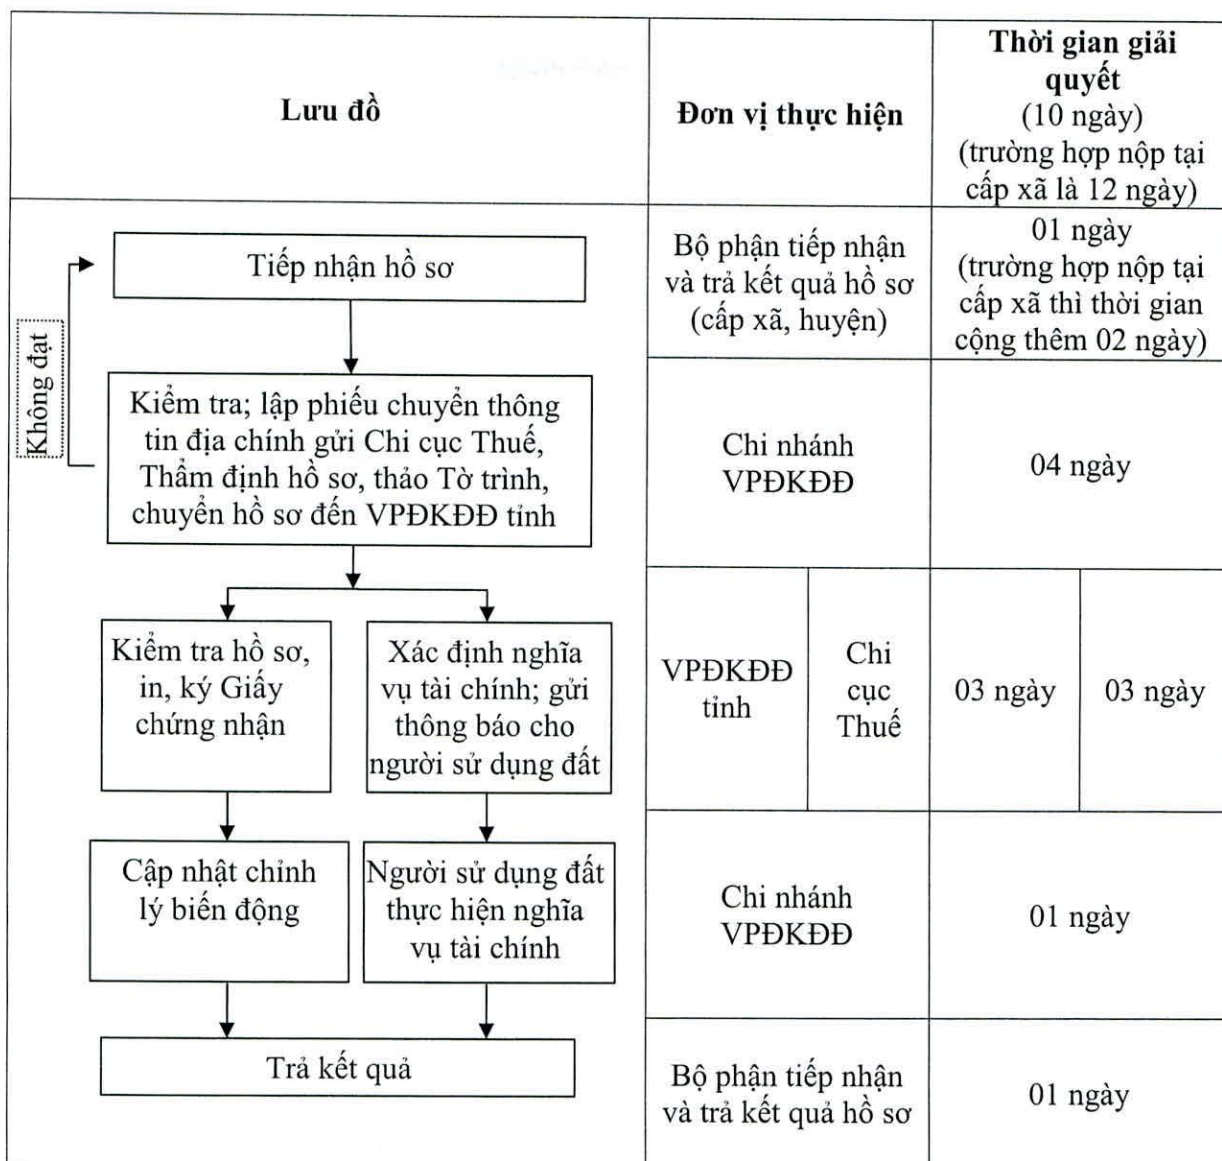 Lưu đồ
Đơn vị thực hiện
Thời gian giải
quyết
(10 ngày)
(trường hợp nộp tại
cấp xã là 12 ngày)
Tiếp nhận hồ sơ
Bộ phận tiếp nhận
và trả kết quả hồ sơ
(cấp xã, huyện)
01 ngày
(trường hợp nộp tại
cấp xã thì thời gian
cộng thêm 02 ngày)
Không đạt
Kiểm tra; lập phiếu chuyển thông
tin địa chính gửi Chi cục Thuế,
Thẩm định hồ sơ, thảo Tờ trình,
chuyển hồ sơ đến VPĐKĐĐ tỉnh
Chi nhánh
VPĐKĐĐ
04 ngày
Kiểm tra hồ sơ,
in, ký Giấy
chứng nhận
Xác định nghĩa
vụ tài chính; gửi
thông báo cho
người sử dụng đất
VPĐKĐĐ
tỉnh
Chi
cục
Thuế
03 ngày
03 ngày
Cập nhật chỉnh
lý biến động
Người sử dụng đất
thực hiện nghĩa
vụ tài chính
Chi nhánh
VPĐKĐĐ
01 ngày
Trả kết quả
Bộ phận tiếp nhận
và trả kết quả hồ sơ
01 ngày